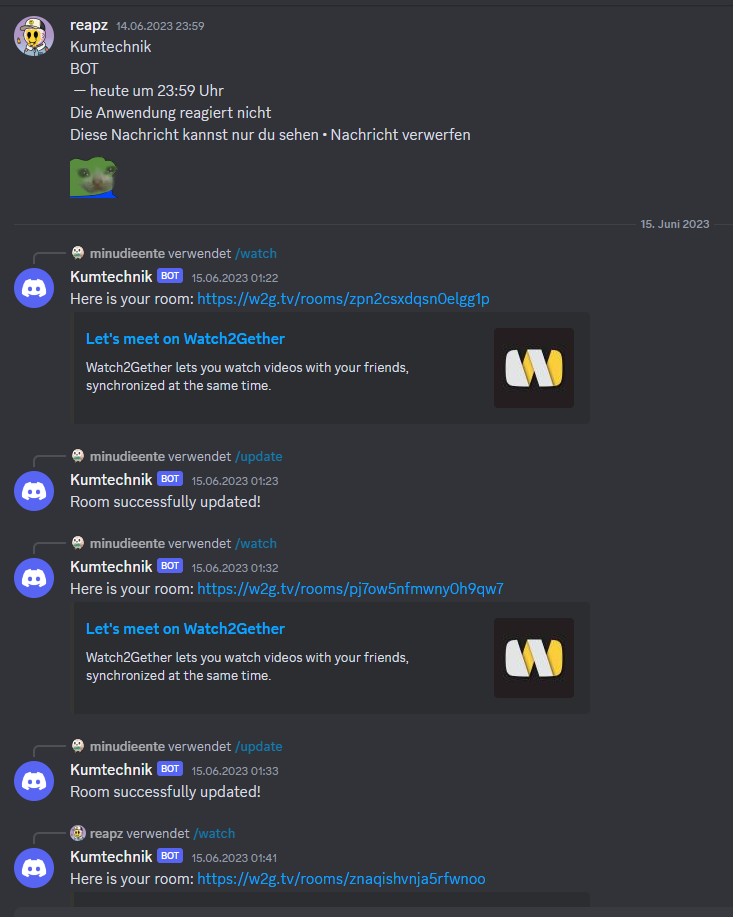 reapz 14.06.2023 23:59
Kumtechnik
BOT
— heute um 23:59 Uhr
Die Anwendung reagiert nicht
Diese Nachricht kannst nur du sehen • Nachricht verwerfen
15. Juni 2023
minudieente verwendet /watch
Kumtechnik BOT 15.06.2023 01:22
Here is your room: https://w2g.tv/rooms/zpn2csxdqsn0elgg1p
Let's meet on Watch2Gether
Watch2Gether lets you watch videos with your friends,
synchronized at the same time.
minudieente verwendet /update
Kumtechnik BOT 15.06.2023 01:23
Room successfully updated!
minudieente verwendet /watch
Kumtechnik BOT 15.06.2023 01:32
Here is your room: https://w2g.tv/rooms/pj7ow5nfmwny0h9qw7
Let's meet on Watch2Gether
Watch2Gether lets you watch videos with your friends,
synchronized at the same time.
minudieente verwendet /update
Kumtechnik BOT 15.06.2023 01:33
Room successfully updated!
reapz verwendet /watch
Kumtechnik BOT 15.06.2023 01:41
Here is your room: https://w2g.tv/rooms/znaqishvnja5rfwnoo